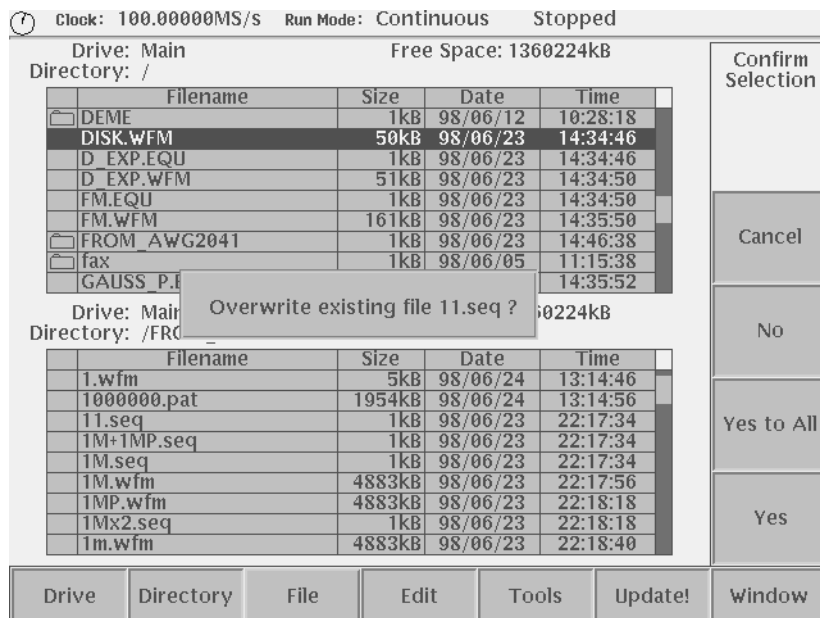 Clock: 100.00000MS/s Run Mode: Continuous Stopped
Drive: Main Free Space: 1360224kB
Directory: /
Filename Size Date Time
DEME 1kB 98/06/12 10:28:18
DISK.WFM 50kB 98/06/23 14:34:46
D_EXP.EQU 1kB 98/06/23 14:34:46
D_EXP.WFM 51kB 98/06/23 14:34:50
FM.EQU 1kB 98/06/23 14:34:50
FM.WFM 161kB 98/06/23 14:35:50
FROM_AWG2041 1kB 98/06/23 14:46:38
fax 1kB 98/06/05 11:15:38
GAUSS_P. 14:35:52
Overwrite existing file 11.seq ?
Drive: Main 60224kB
Directory: /FRO
Filename Size Date Time
1.wfm 5kB 98/06/24 13:14:46
1000000.pat 1954kB 98/06/24 13:14:56
11.seq 1kB 98/06/23 22:17:34
1M+1MP.seq 1kB 98/06/23 22:17:34
1M.seq 1kB 98/06/23 22:17:34
1M.wfm 4883kB 98/06/23 22:17:56
1MP.wfm 4883kB 98/06/23 22:18:18
1Mx2.seq 1kB 98/06/23 22:18:18
1m.wfm 4883kB 98/06/23 22:18:40
Confirm
Selection
Cancel
No
Yes to All
Yes
Drive Directory File Edit Tools Update! Window